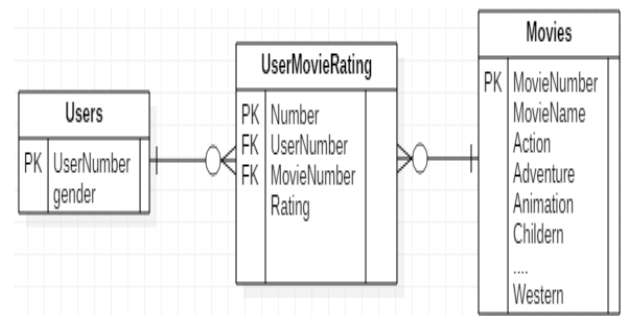 Users
PK UserNumber
gender
UserMovieRating
PK Number
FK UserNumber
FK MovieNumber
Rating
Movies
PK MovieNumber
MovieName
Action
Adventure
Animation
Childern
....
Western